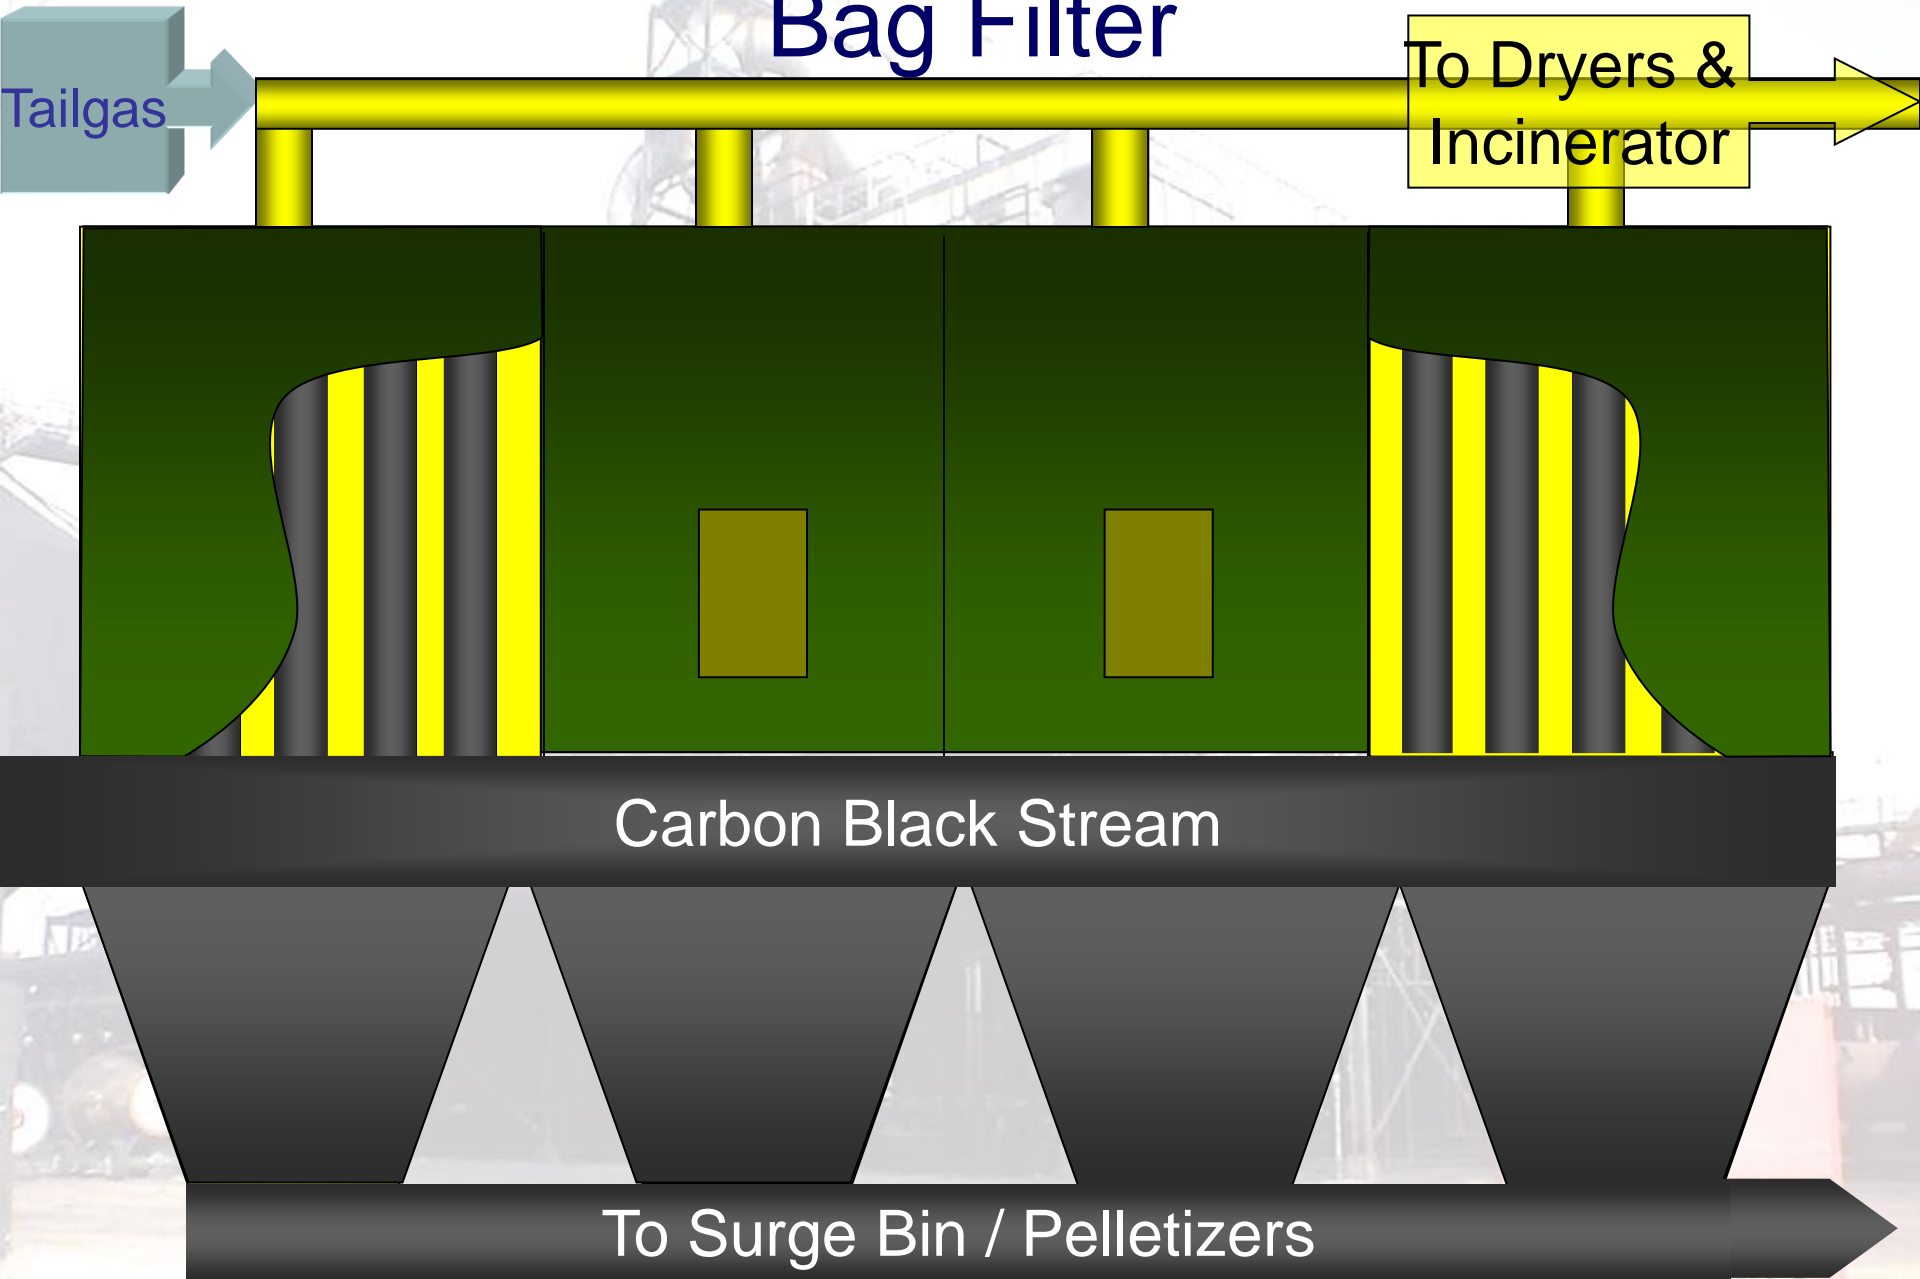 Bag Filter
Tailgas
To Dryers &
Incinerator
Carbon Black Stream
To Surge Bin / Pelletizers